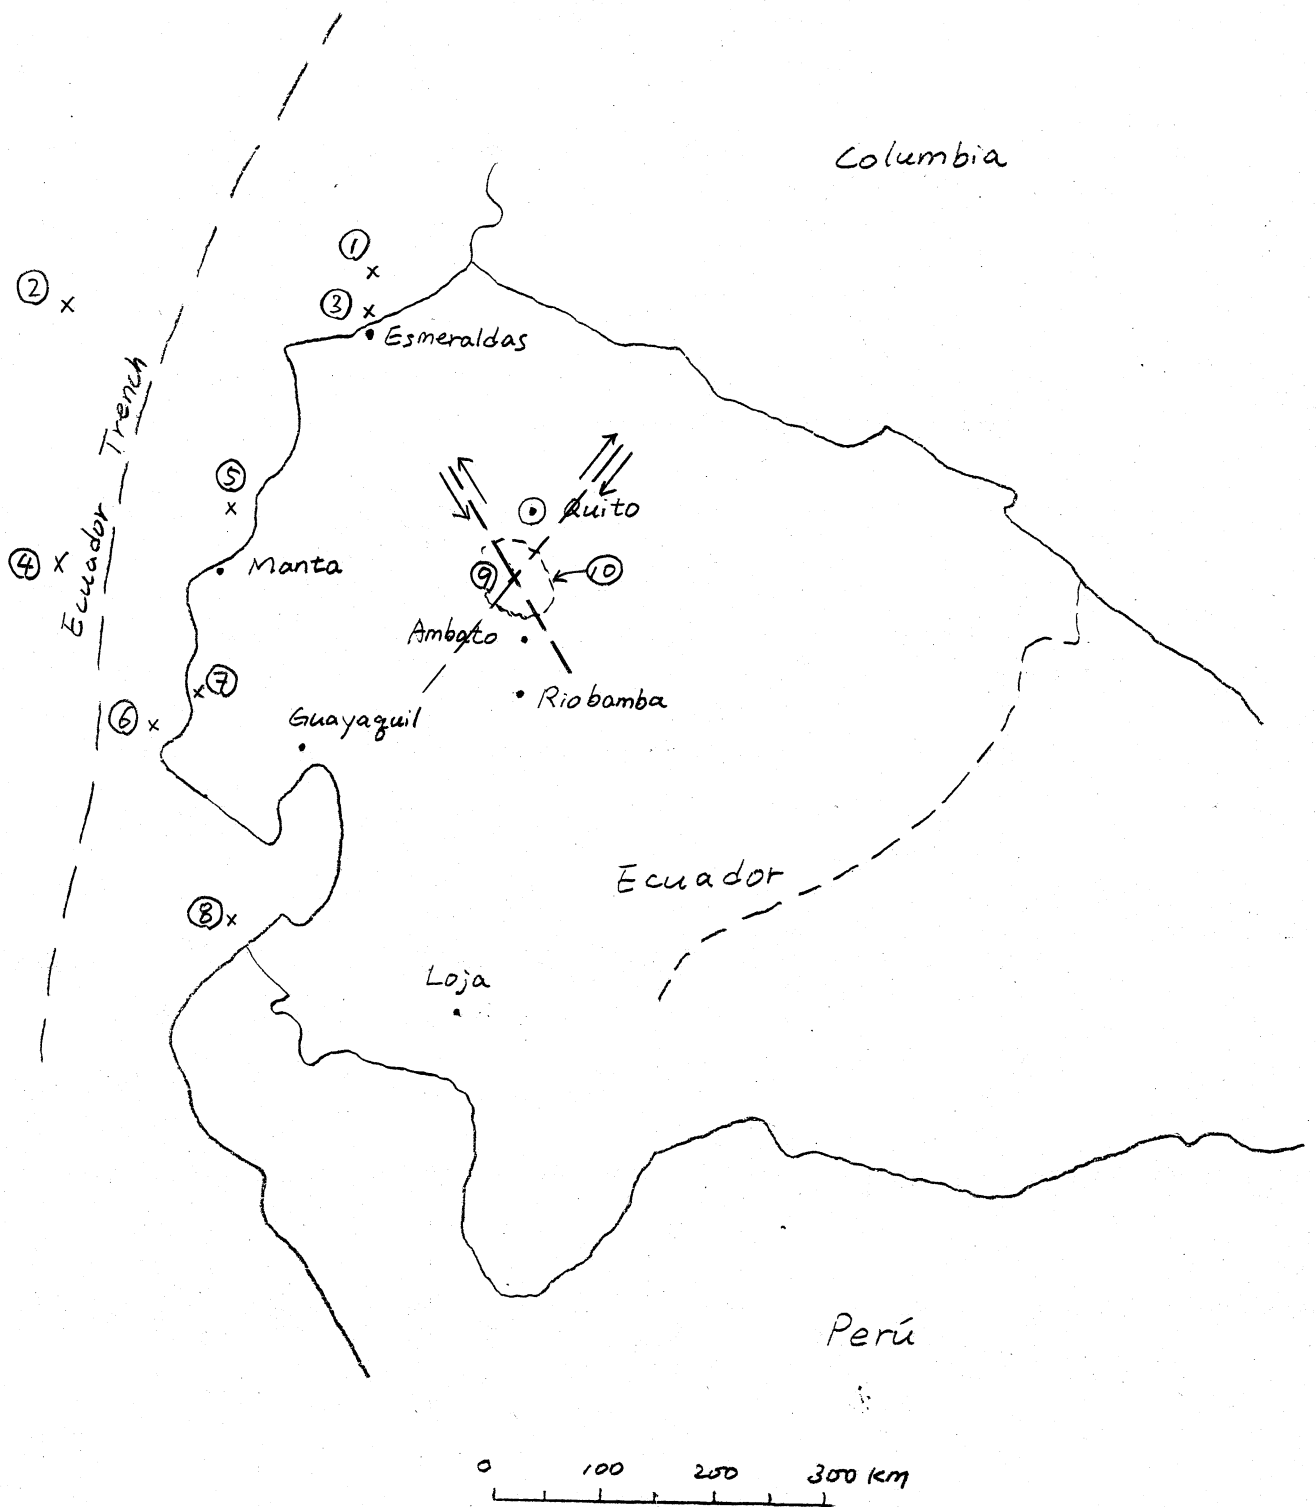 Columbia
①
②
③
Esmeraldas
Ecuador Trench
⑤
Quito
④
Manta
⑨
⑩
Ambato
⑦
Riobamba
⑥
Guayaquil
Ecuador
⑧
Loja
Perú
0 100 200 300 km